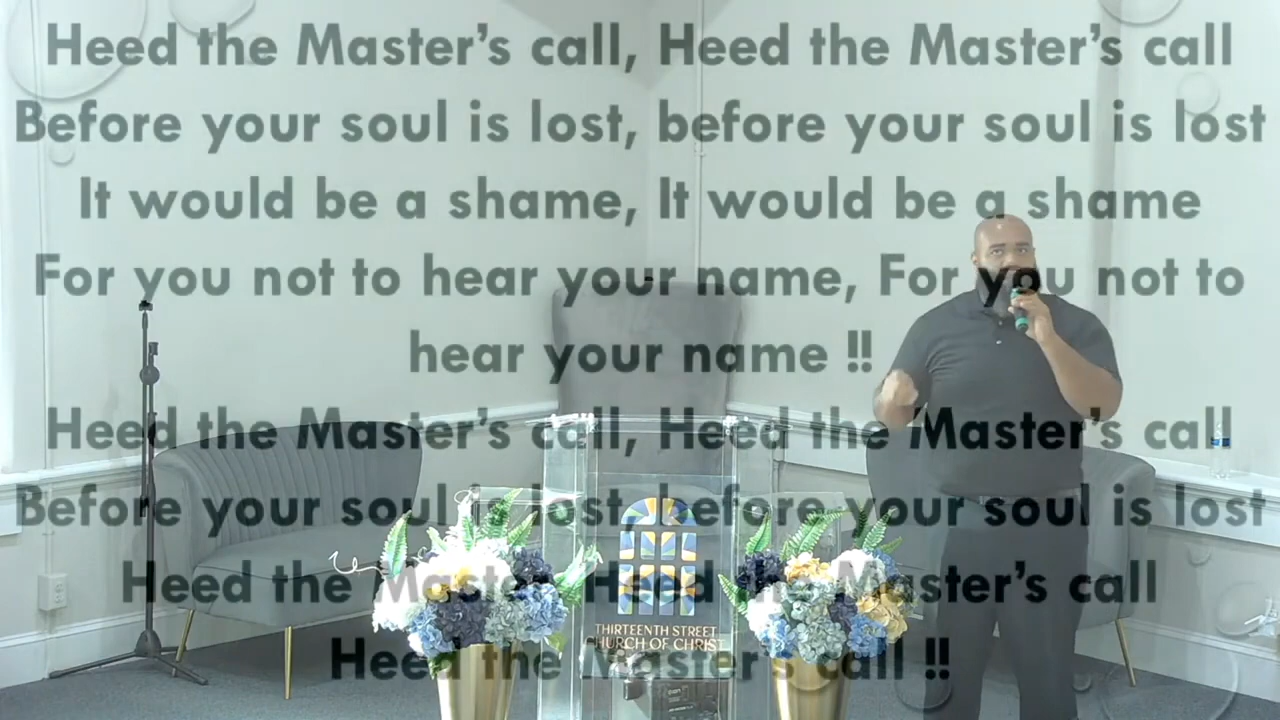 Heed the Master's call, Heed the Master's call
Before your soul is lost, before your soul is lost
It would be a shame, It would be a shame
For you not to hear your name, For you not to
hear your name !!
Heed the Master's call, Heed the Master's call
Before your soul is lost, before your soul is lost
Heed the Master's Heed the Master's call
THIRTEENTH STREET
CHURCH OF CHRIST
Heed the Master's call !!